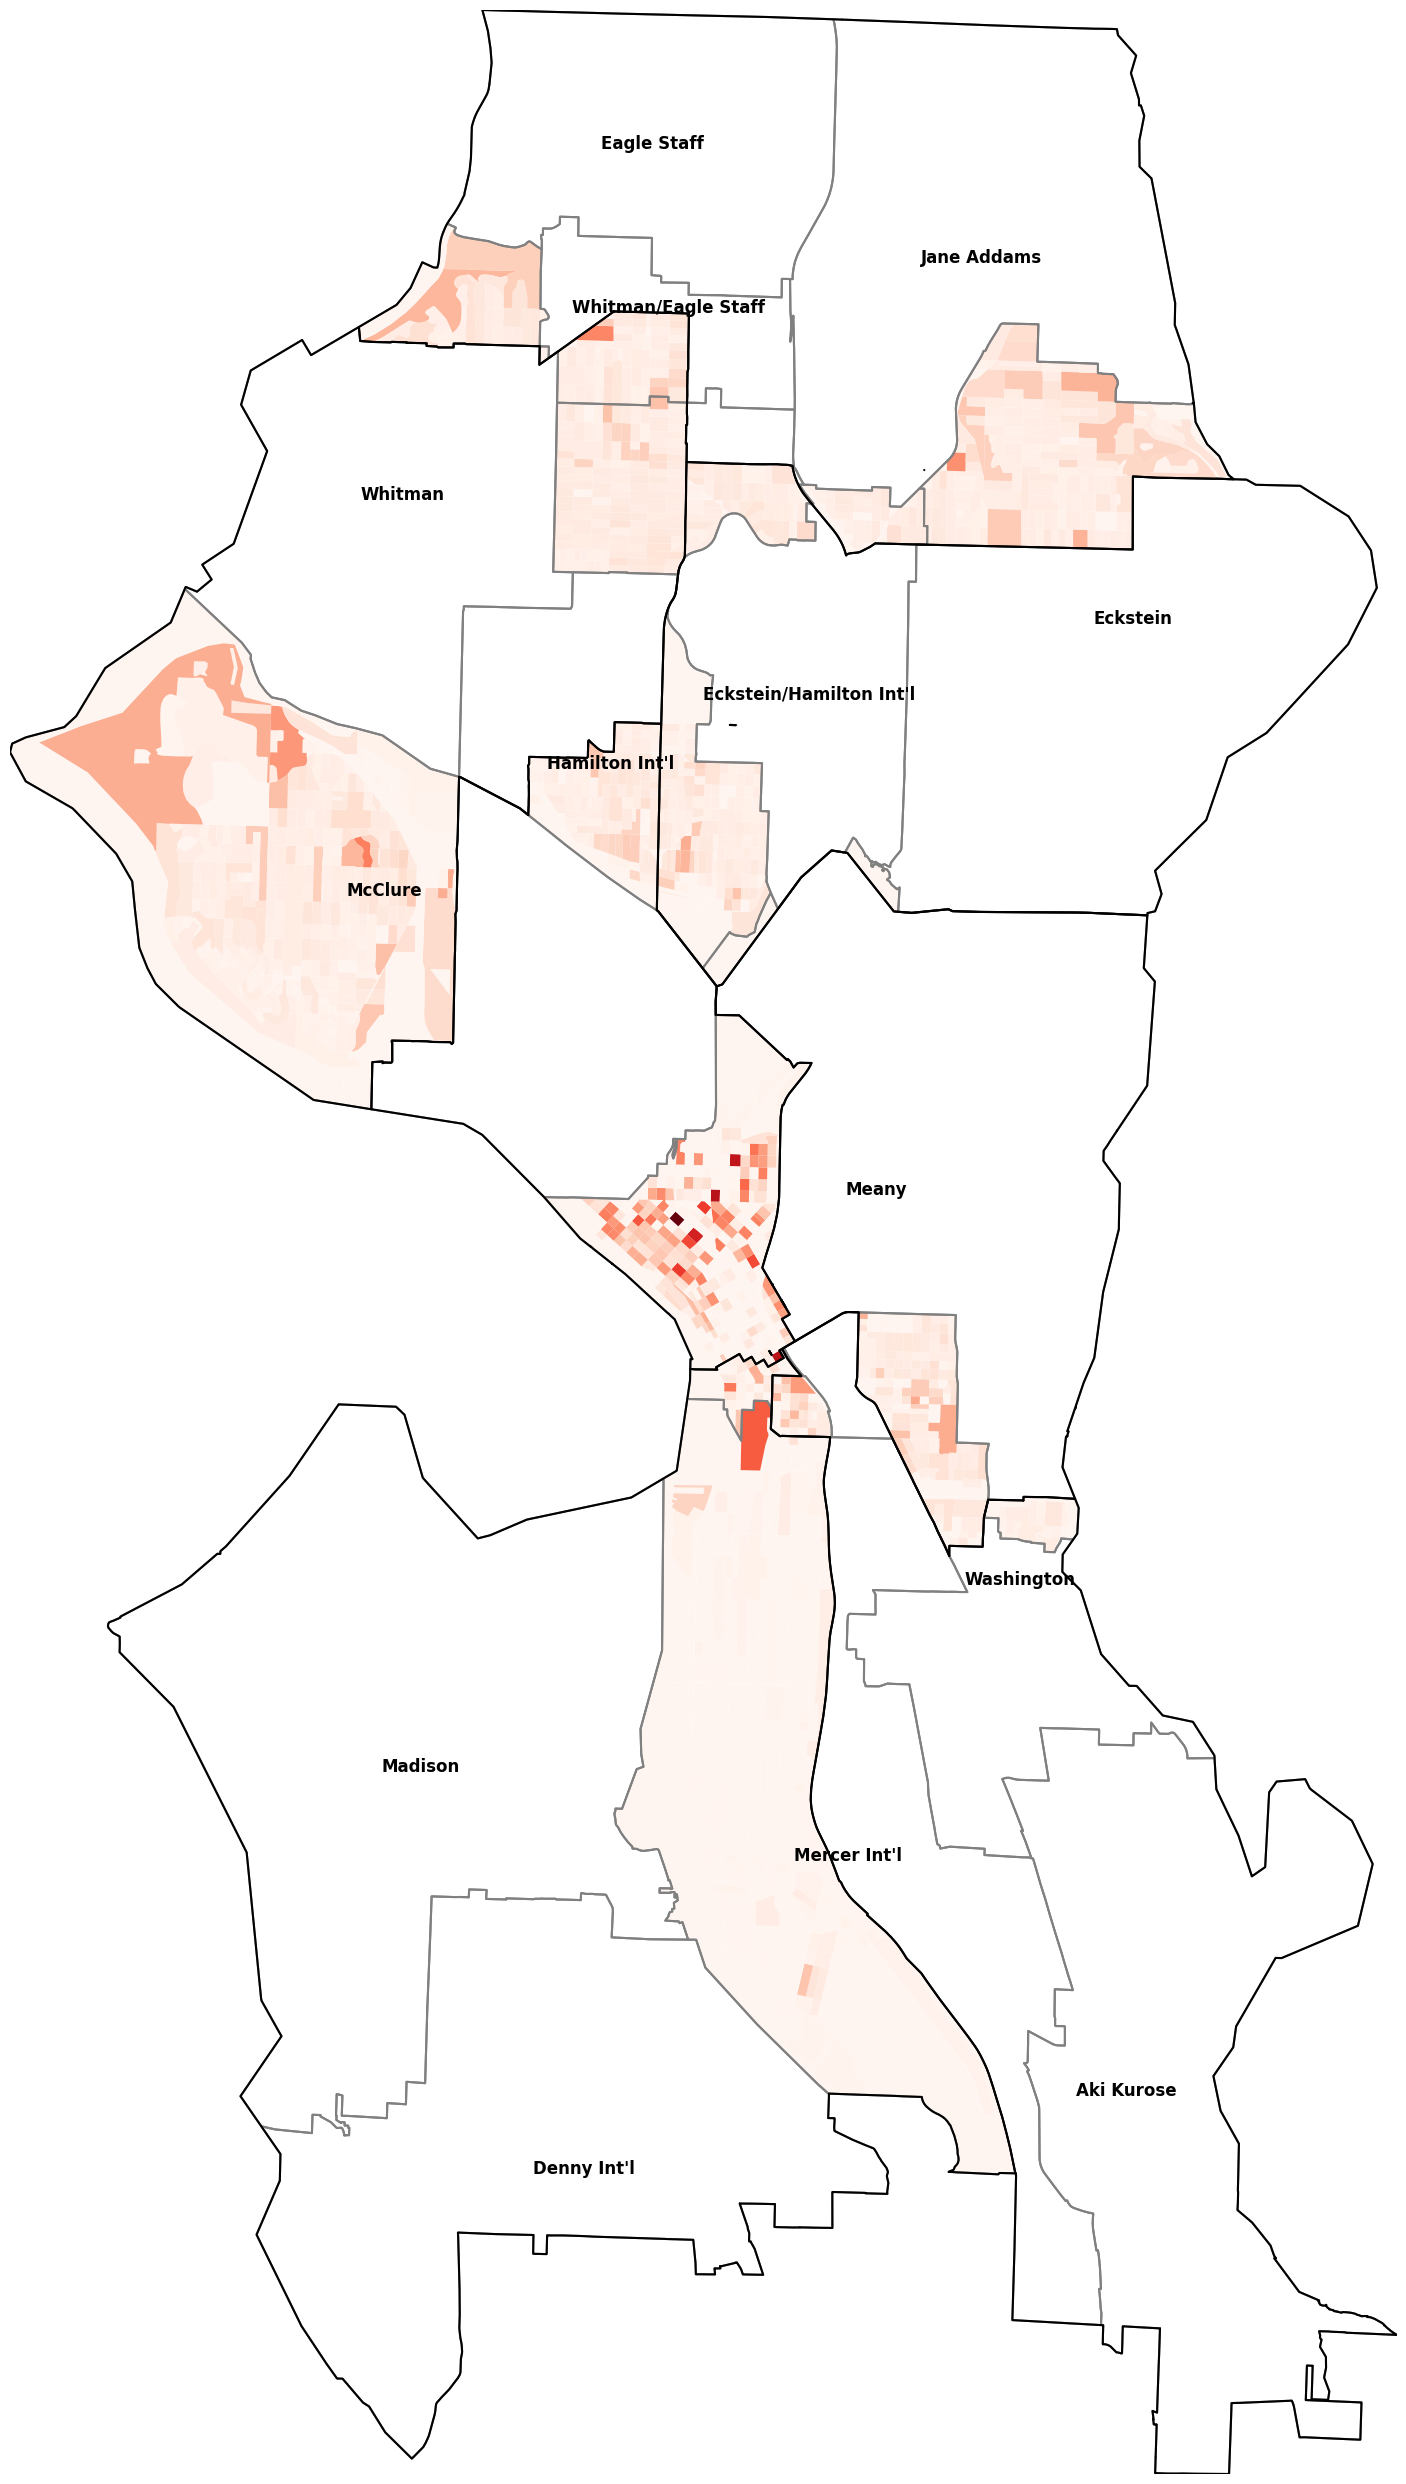 Eagle Staff
Jane Addams
Whitman/Eagle Staff
Whitman
Eckstein
Eckstein/Hamilton Int'l
Hamilton Int'l
McClure
Meany
Washington
Madison
Mercer Int'l
Aki Kurose
Denny Int'l